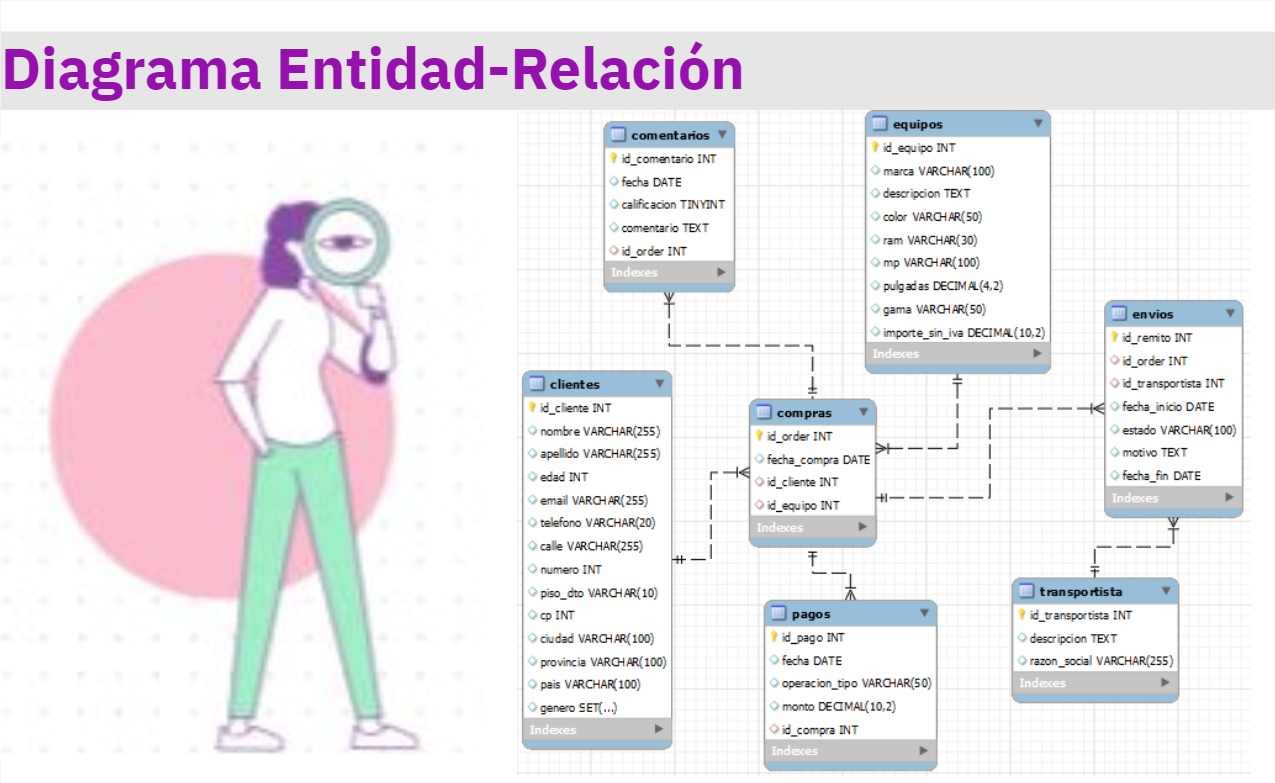 Diagrama Entidad-Relación
comentarios
id_comentario INT
fecha DATE
calificacion TINYINT
comentario TEXT
id_order INT
Indexes
equipos
id_equipo INT
marca VARCHAR(100)
descripcion TEXT
color VARCHAR(50)
ram VARCHAR(30)
mp VARCHAR(100)
pulgadas DECIMAL(4,2)
gama VARCHAR(50)
importe_sin_iva DECIMAL(10,2)
Indexes
envios
id_remito INT
id_order INT
id_transportista INT
fecha_inicio DATE
estado VARCHAR(100)
motivo TEXT
fecha_fin DATE
Indexes
clientes
id_cliente INT
nombre VARCHAR(255)
apellido VARCHAR(255)
edad INT
email VARCHAR(255)
telefono VARCHAR(20)
calle VARCHAR(255)
numero INT
piso_dto VARCHAR(10)
cp INT
ciudad VARCHAR(100)
provincia VARCHAR(100)
pais VARCHAR(100)
genero SET(...)
Indexes
compras
id_order INT
fecha_compra DATE
id_cliente INT
id_equipo INT
Indexes
pagos
id_pago INT
fecha DATE
operacion_tipo VARCHAR(50)
monto DECIMAL(10,2)
id_compra INT
Indexes
transportista
id_transportista INT
descripcion TEXT
razon_social VARCHAR(255)
Indexes